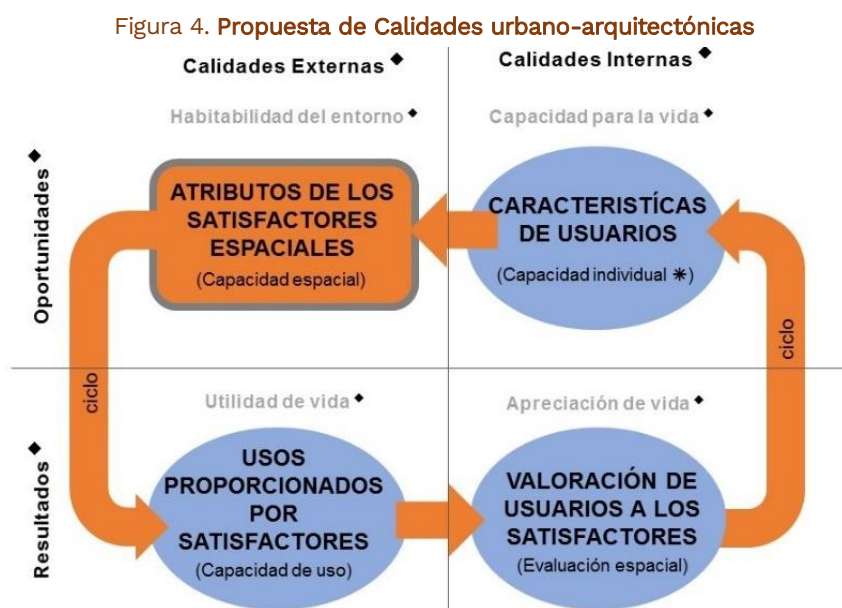 Figura 4. Propuesta de Calidades urbano-arquitectónicas
Calidades Externas ◆
Calidades Internas ◆
Habitabilidad del entorno ◆
Capacidad para la vida ◆
Oportunidades ◆
ATRIBUTOS DE LOS
SATISFACTORES
ESPACIALES
(Capacidad espacial)
CARACTERISTÍCAS
DE USUARIOS
(Capacidad individual ✳)
ciclo
ciclo
Utilidad de vida ◆
Apreciación de vida ◆
Resultados ◆
USOS
PROPORCIONADOS
POR
SATISFACTORES
(Capacidad de uso)
VALORACIÓN DE
USUARIOS A LOS
SATISFACTORES
(Evaluación espacial)